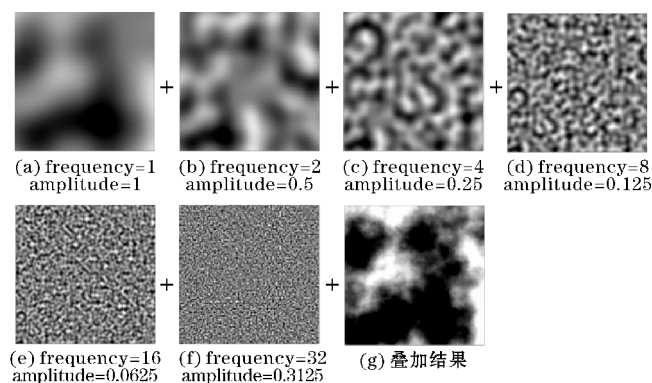 + + +
(a) frequency=1
amplitude=1
(b) frequency=2
amplitude=0.5
(c) frequency=4
amplitude=0.25
(d) frequency=8
amplitude=0.125
+ +
(e) frequency=16
amplitude=0.0625
(f) frequency=32
amplitude=0.3125
(g) 叠加结果